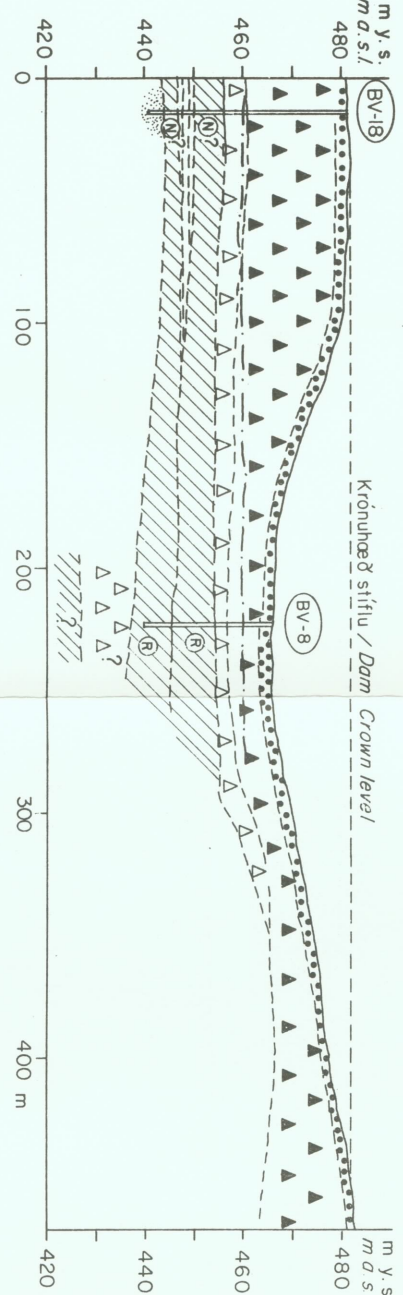 m y.s.
m a.s.l.
480
460
440
420
BV-18
N?
N?
Krónuhæð stíflu / Dam Crown level
BV-8
R
R
?
?
0
100
200
300
400 m
m y.s.
m a.s.
480
460
440
420